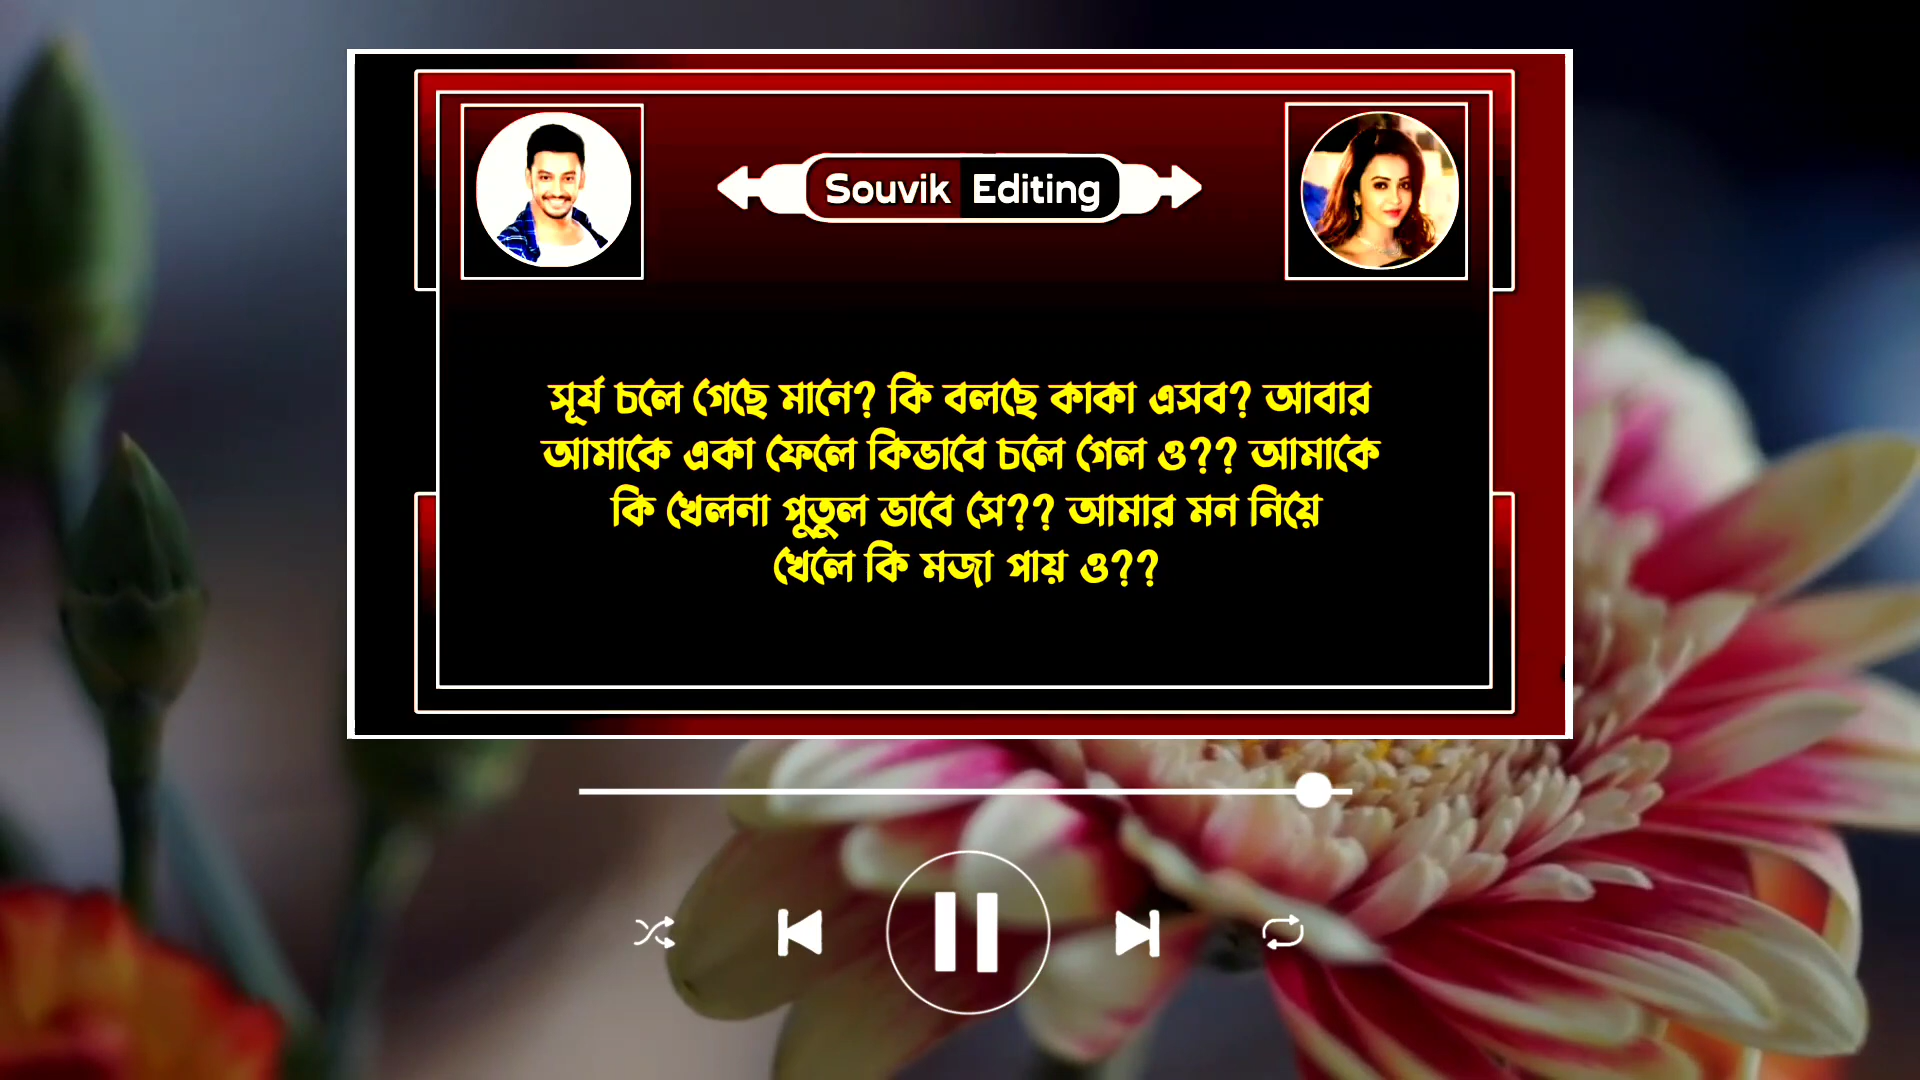 Souvik Editing
সূর্য চলে গেছে মানে? কি বলছে কাকা এসব? আবার
আমাকে একা ফেলে কিভাবে চলে গেল ও?? আমাকে
কি খেলনা পুতুল ভাবে সে?? আমার মন নিয়ে
খেলে কি মজা পায় ও??